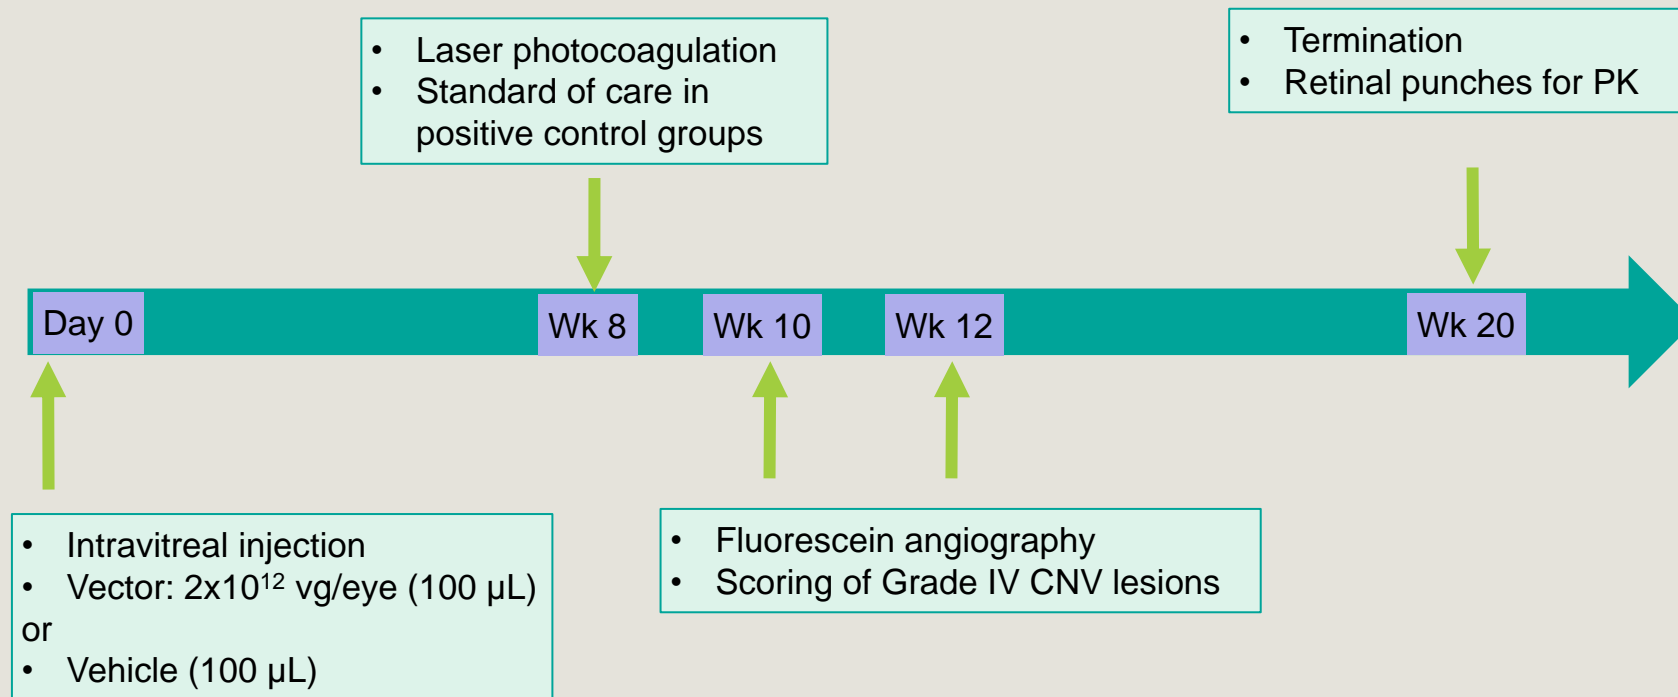 • Laser photocoagulation
• Standard of care in
positive control groups
• Termination
• Retinal punches for PK
Day 0
Wk 8
Wk 10
Wk 12
Wk 20
• Intravitreal injection
• Vector: 2x10¹² vg/eye (100 µL)
or
• Vehicle (100 µL)
• Fluorescein angiography
• Scoring of Grade IV CNV lesions